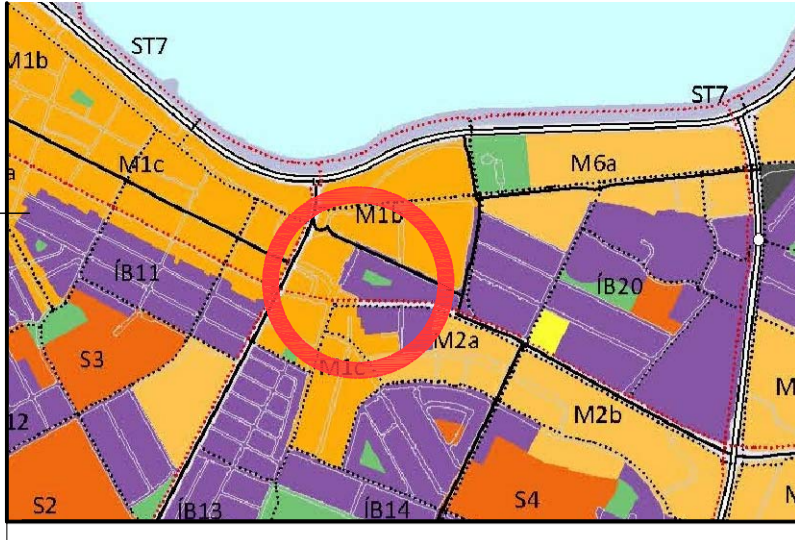 ST7
M1b
ST7
M1c
M6a
a
M1b
ÍB11
ÍB20
M2a
S3
M1c
M
M2b
12
S2
ÍB13
ÍB14
S4